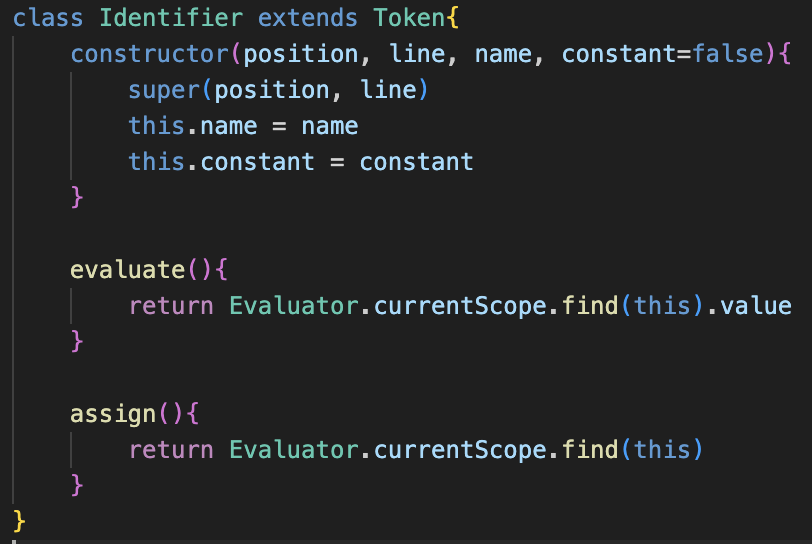 class Identifier extends Token{
    constructor(position, line, name, constant=false){
        super(position, line)
        this.name = name
        this.constant = constant
    }

    evaluate(){
        return Evaluator.currentScope.find(this).value
    }

    assign(){
        return Evaluator.currentScope.find(this)
    }
}